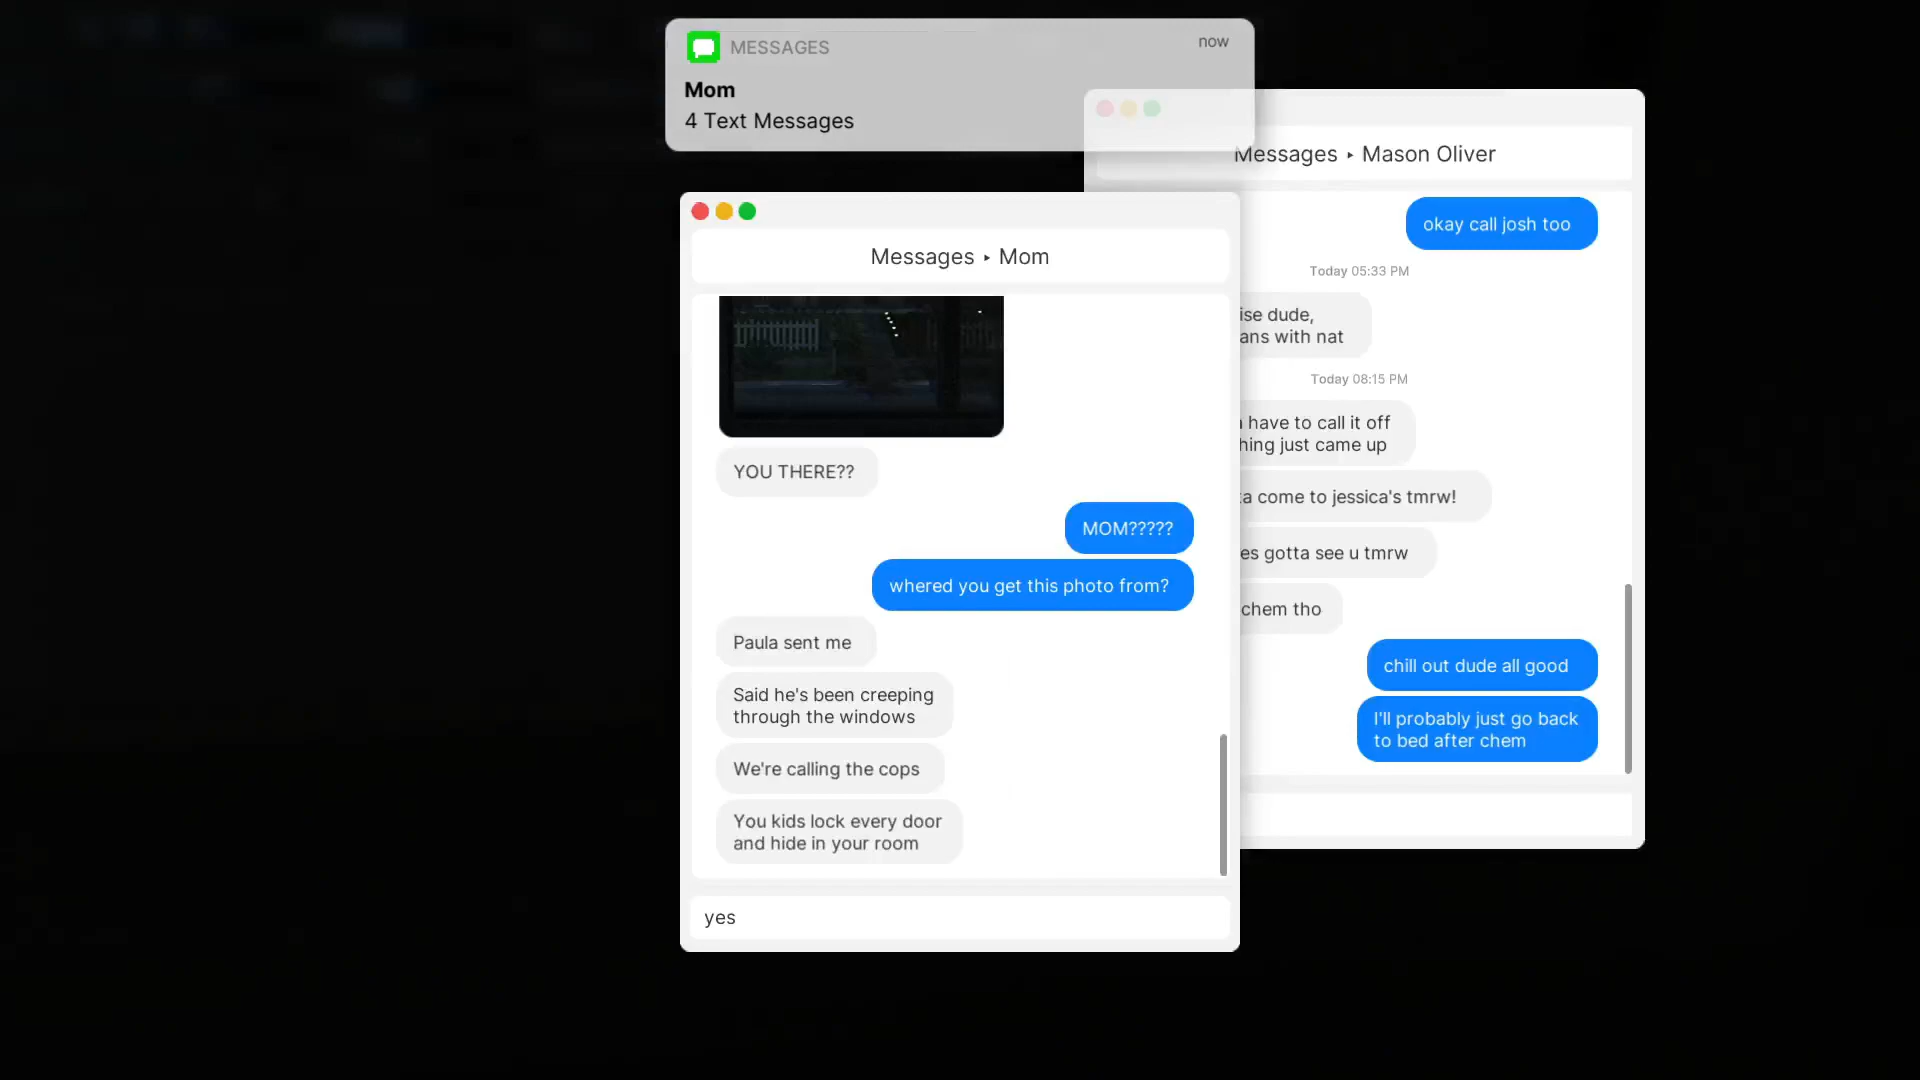 MESSAGES
now
Mom
4 Text Messages
Messages ‣ Mason Oliver
okay call josh too
Today 05:33 PM
ise dude,
ans with nat
Today 08:15 PM
have to call it off
hing just came up
a come to jessica's tmrw!
es gotta see u tmrw
chem tho
chill out dude all good
I'll probably just go back
to bed after chem
Messages ‣ Mom
YOU THERE??
MOM?????
whered you get this photo from?
Paula sent me
Said he's been creeping
through the windows
We're calling the cops
You kids lock every door
and hide in your room
yes